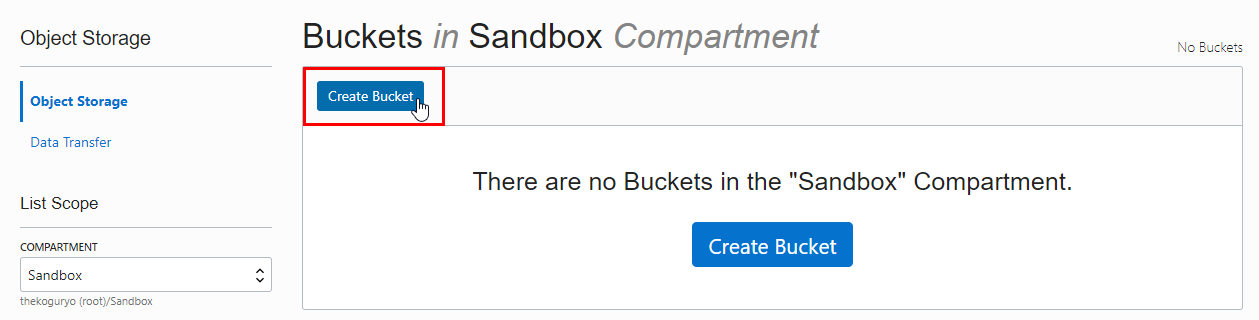 Object Storage
Object Storage
Data Transfer
List Scope
COMPARTMENT
Sandbox
thekoguryo (root)/Sandbox
Buckets in Sandbox Compartment
No Buckets
Create Bucket
There are no Buckets in the "Sandbox" Compartment.
Create Bucket